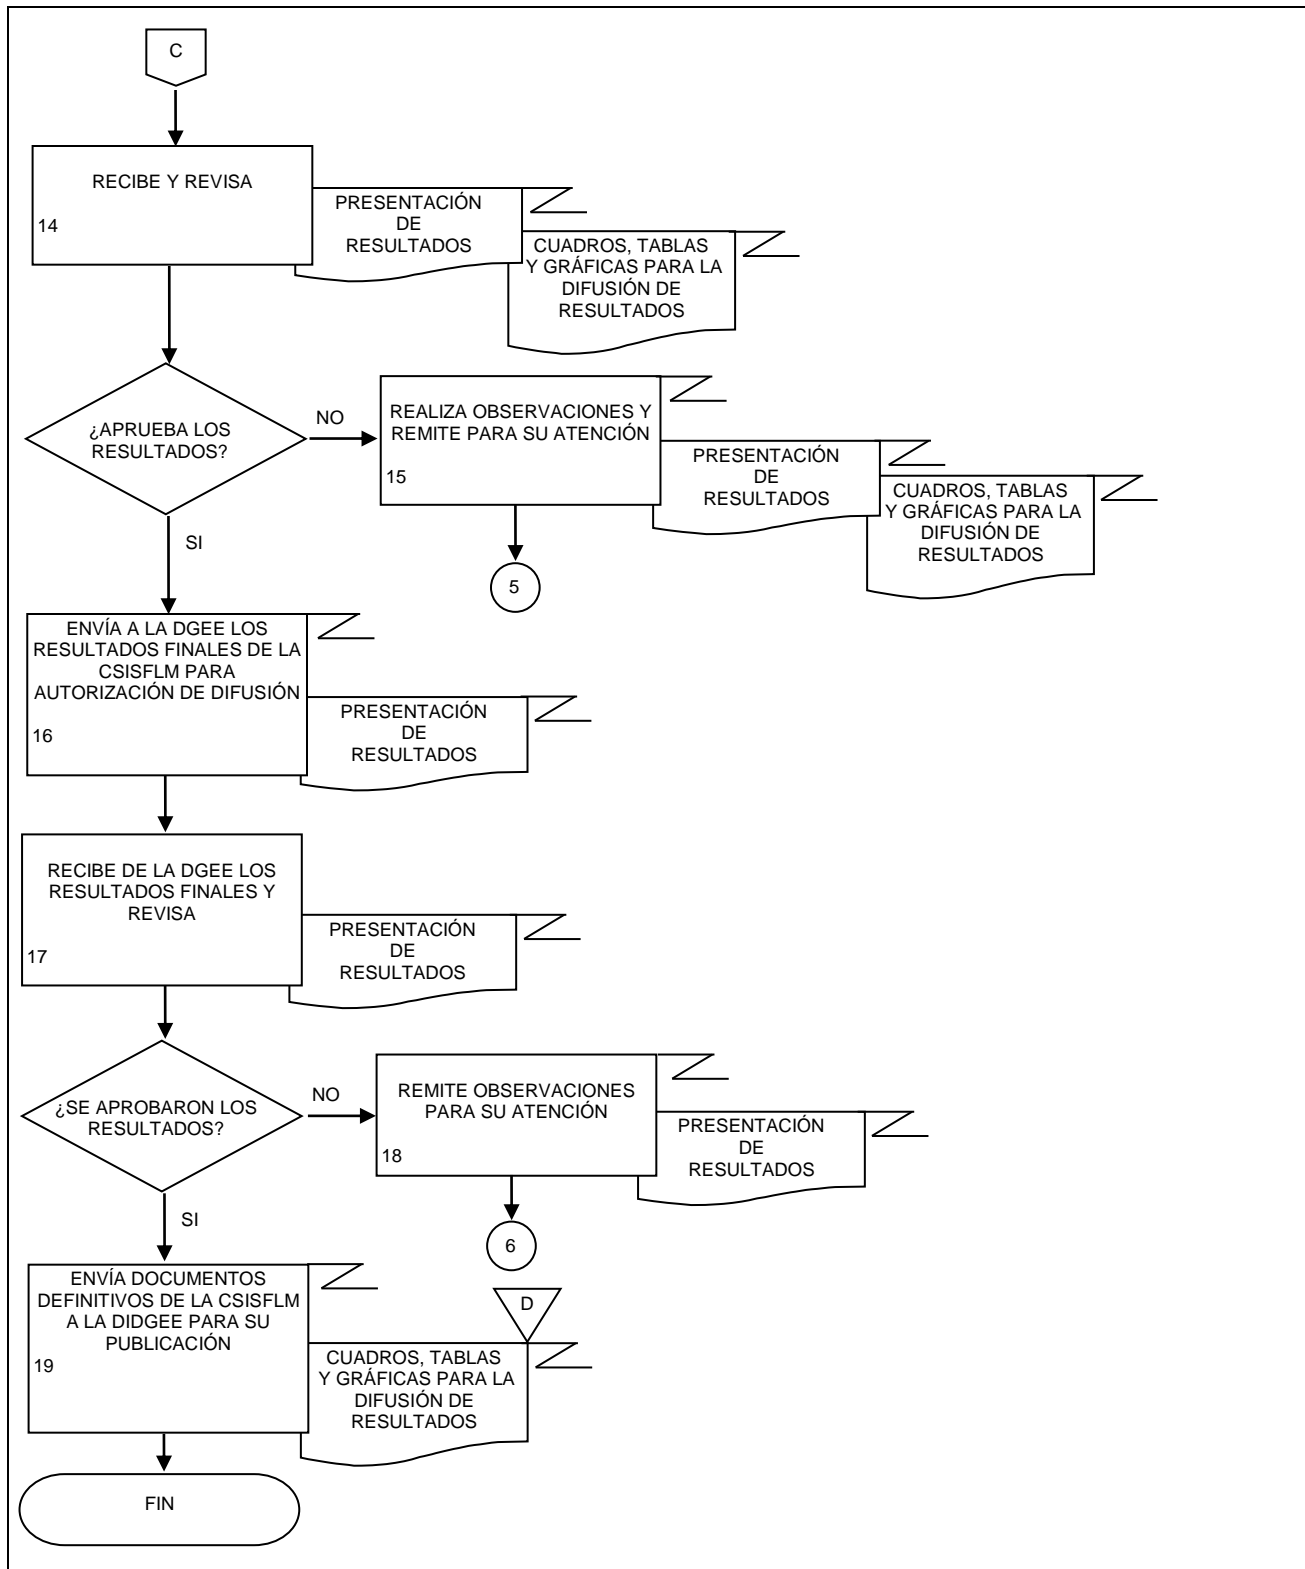 C
RECIBE Y REVISA
14
PRESENTACIÓN
DE
RESULTADOS
CUADROS, TABLAS
Y GRÁFICAS PARA LA
DIFUSIÓN DE
RESULTADOS
¿APRUEBA LOS
RESULTADOS?
NO
REALIZA OBSERVACIONES Y
REMITE PARA SU ATENCIÓN
15
PRESENTACIÓN
DE
RESULTADOS
CUADROS, TABLAS
Y GRÁFICAS PARA LA
DIFUSIÓN DE
RESULTADOS
SI
5
ENVÍA A LA DGEE LOS
RESULTADOS FINALES DE LA
CSISFLM PARA
AUTORIZACIÓN DE DIFUSIÓN
16
PRESENTACIÓN
DE
RESULTADOS
RECIBE DE LA DGEE LOS
RESULTADOS FINALES Y
REVISA
17
PRESENTACIÓN
DE
RESULTADOS
¿SE APROBARON LOS
RESULTADOS?
NO
REMITE OBSERVACIONES
PARA SU ATENCIÓN
18
PRESENTACIÓN
DE
RESULTADOS
SI
6
ENVÍA DOCUMENTOS
DEFINITIVOS DE LA CSISFLM
A LA DIDGEE PARA SU
PUBLICACIÓN
19
D
CUADROS, TABLAS
Y GRÁFICAS PARA LA
DIFUSIÓN DE
RESULTADOS
FIN